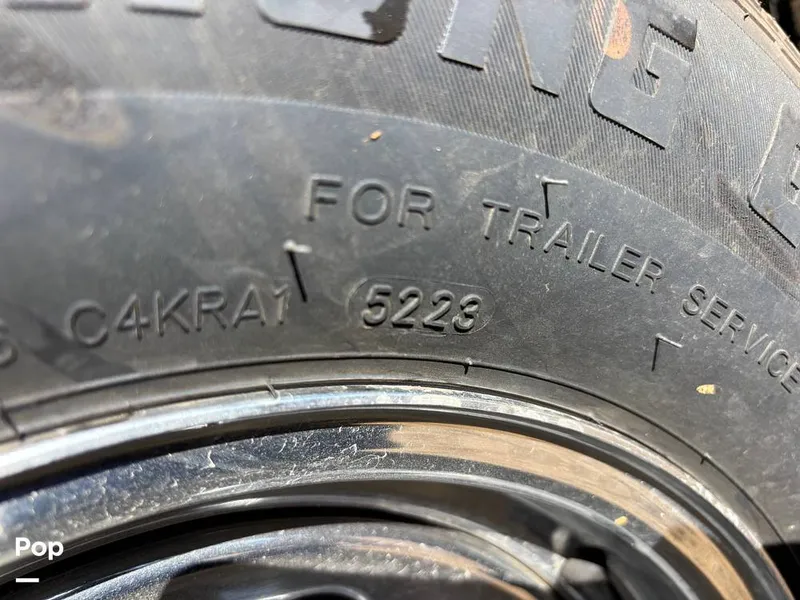 FOR TRAILER SERVICE
C4KRA1 5223
Pop